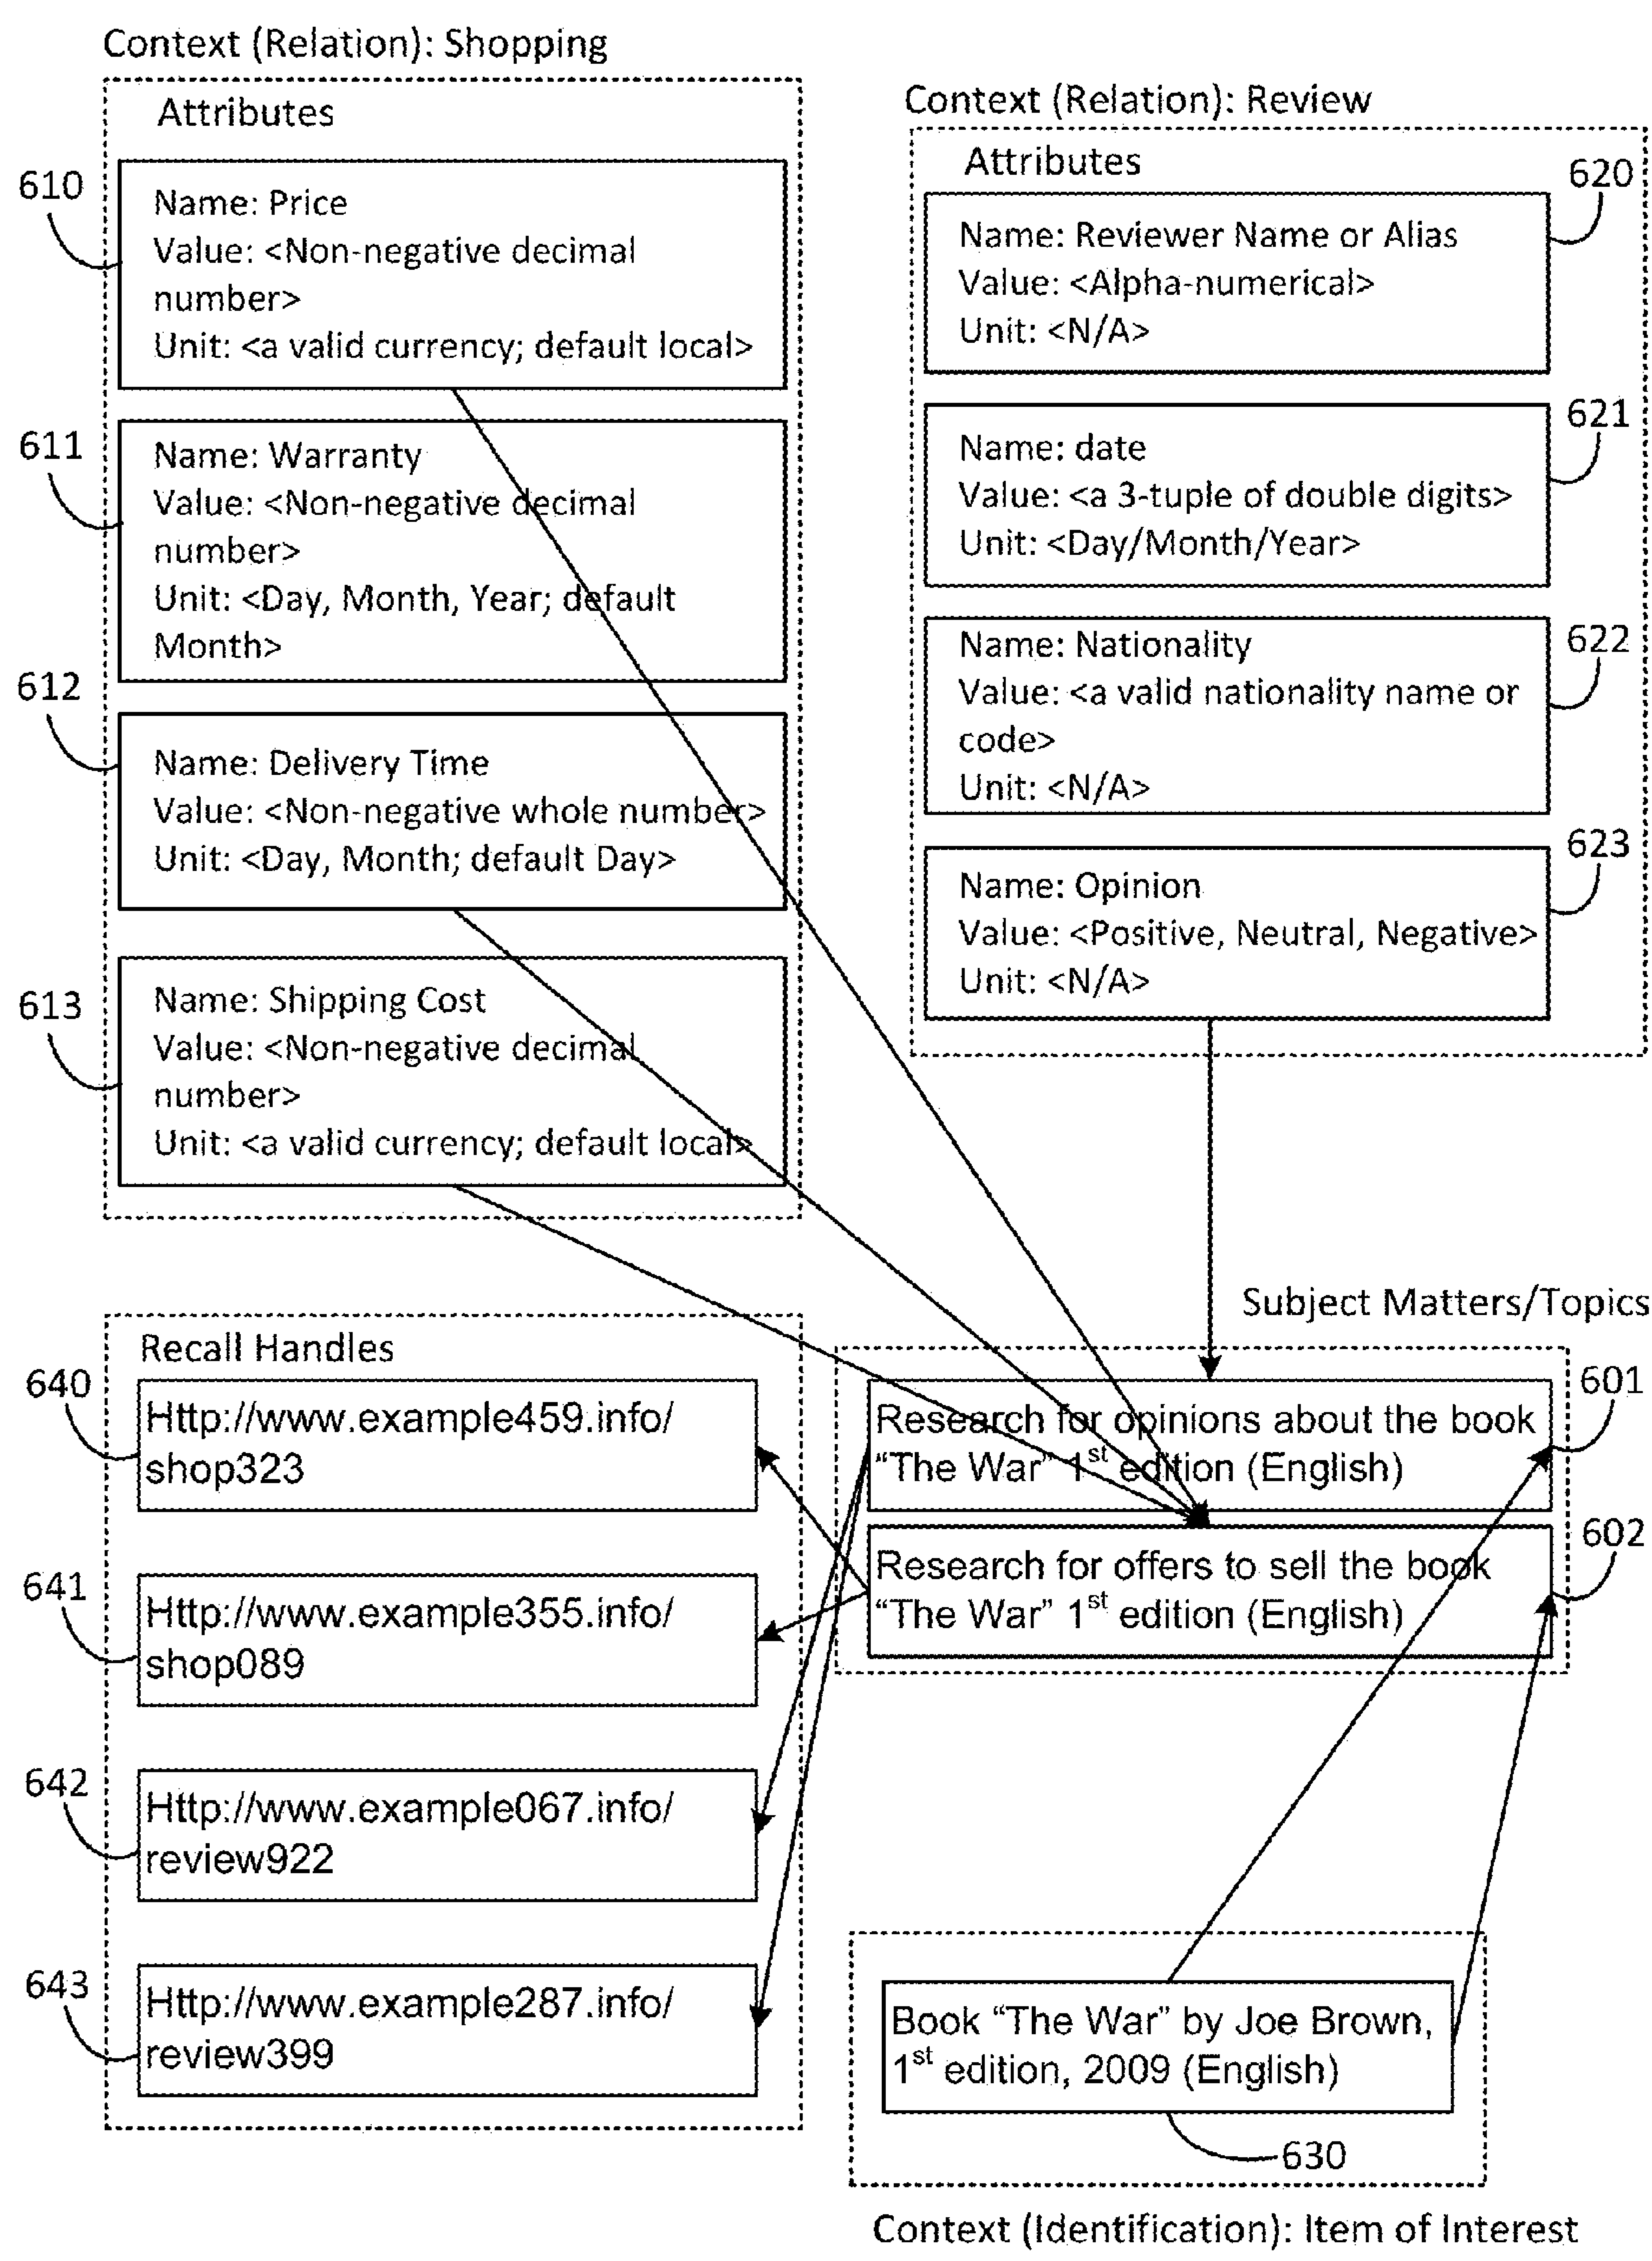 Context (Relation): Shopping
Attributes
610
Name: Price
Value: <Non-negative decimal
number>
Unit: <a valid currency; default local>
611
Name: Warranty
Value: <Non-negative decimal
number>
Unit: <Day, Month, Year; default
Month>
612
Name: Delivery Time
Value: <Non-negative whole number>
Unit: <Day, Month; default Day>
613
Name: Shipping Cost
Value: <Non-negative decimal
number>
Unit: <a valid currency; default local>
Context (Relation): Review
Attributes
620
Name: Reviewer Name or Alias
Value: <Alpha-numerical>
Unit: <N/A>
621
Name: date
Value: <a 3-tuple of double digits>
Unit: <Day/Month/Year>
622
Name: Nationality
Value: <a valid nationality name or
code>
Unit: <N/A>
623
Name: Opinion
Value: <Positive, Neutral, Negative>
Unit: <N/A>
Recall Handles
640
Http://www.example459.info/
shop323
641
Http://www.example355.info/
shop089
642
Http://www.example067.info/
review922
643
Http://www.example287.info/
review399
Subject Matters/Topics
601
Research for opinions about the book
“The War” 1st edition (English)
602
Research for offers to sell the book
“The War” 1st edition (English)
Book “The War” by Joe Brown,
1st edition, 2009 (English)
630
Context (Identification): Item of Interest